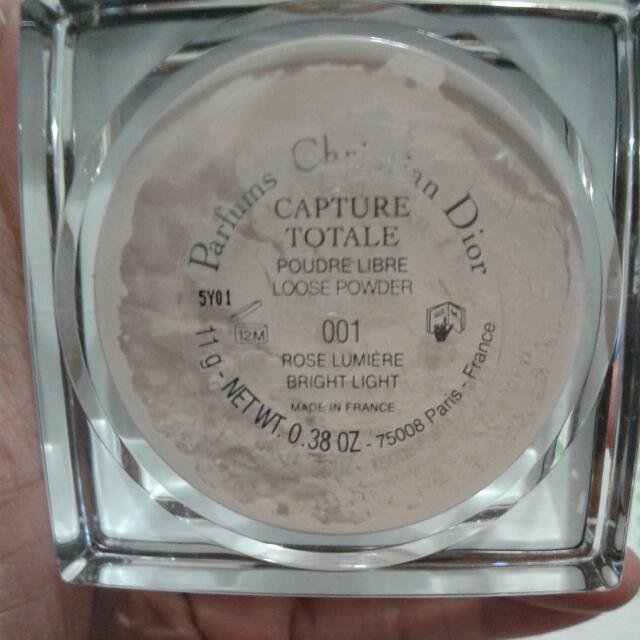 Parfums Christian Dior
CAPTURE
TOTALE
POUDRE LIBRE
LOOSE POWDER
5Y01
12M
001
ROSE LUMIÈRE
BRIGHT LIGHT
MADE IN FRANCE
11 g - NET WT. 0.38 OZ - 75008 Paris - France